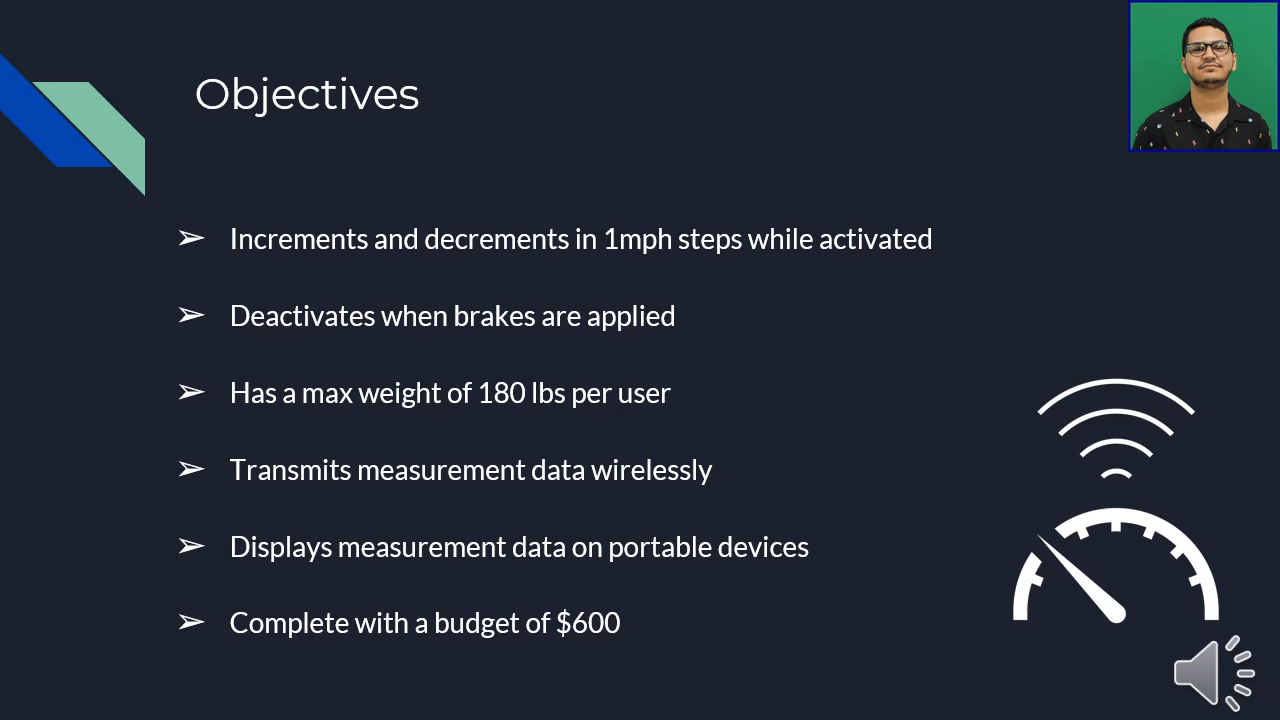 Objectives
➢ Increments and decrements in 1mph steps while activated
➢ Deactivates when brakes are applied
➢ Has a max weight of 180 lbs per user
➢ Transmits measurement data wirelessly
➢ Displays measurement data on portable devices
➢ Complete with a budget of $600